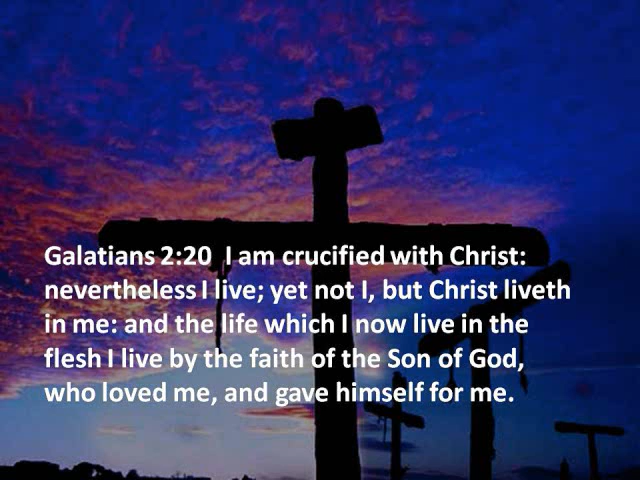 Galatians 2:20  I am crucified with Christ:
nevertheless I live; yet not I, but Christ liveth
in me: and the life which I now live in the
flesh I live by the faith of the Son of God,
who loved me, and gave himself for me.